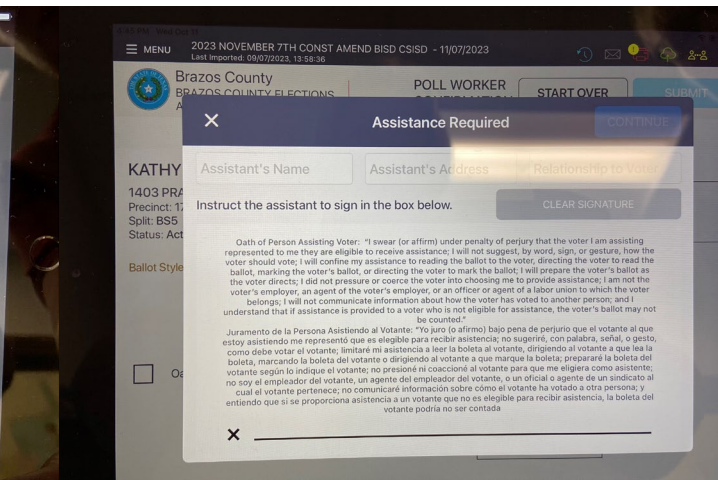 MENU
2023 NOVEMBER 7TH CONST AMEND BISD CSISD - 11/07/2023
Last Imported: 09/07/2023, 13:58:36
Brazos County
BRAZOS COUNTY ELECTIONS
POLL WORKER
START OVER
SUBMIT
Assistance Required
CONTINUE
KATHY
1403 PRA
Precinct: 1
Split: BS5
Status: Act
Ballot Style
Assistant's Name
Assistant's Address
Relationship to Voter
Instruct the assistant to sign in the box below.
CLEAR SIGNATURE
Oath of Person Assisting Voter: "I swear (or affirm) under penalty of perjury that the voter I am assisting
represented to me they are eligible to receive assistance; I will not suggest, by word, sign, or gesture, how the
voter should vote; I will confine my assistance to reading the ballot to the voter, directing the voter to read the
ballot, marking the voter's ballot, or directing the voter to mark the ballot; I will prepare the voter's ballot as
the voter directs; I did not pressure or coerce the voter into choosing me to provide assistance; I am not the
voter's employer, an agent of the voter's employer, or an officer or agent of a labor union to which the voter
belongs; I will not communicate information about how the voter has voted to another person; and I
understand that if assistance is provided to a voter who is not eligible for assistance, the voter's ballot may not
be counted."
Juramento de la Persona Asistiendo al Votante: "Yo juro (o afirmo) bajo pena de perjurio que el votante al que
estoy asistiendo me representó que es elegible para recibir asistencia; no sugeriré, con palabra, señal, o gesto,
como debe votar el votante; limitaré mi asistencia a leer la boleta al votante, dirigiendo al votante a que lea la
boleta, marcando la boleta del votante o dirigiendo al votante a que marque la boleta; prepararé la boleta del
votante según lo indique el votante; no presioné ni coaccioné al votante para que me eligiera como asistente;
no soy el empleador del votante, un agente del empleador del votante, o un oficial o agente de un sindicato al
cual el votante pertenece; no comunicaré información sobre cómo el votante ha votado a otra persona; y
entiendo que si se proporciona asistencia a un votante que no es elegible para recibir asistencia, la boleta del
votante podría no ser contada
Oa
X